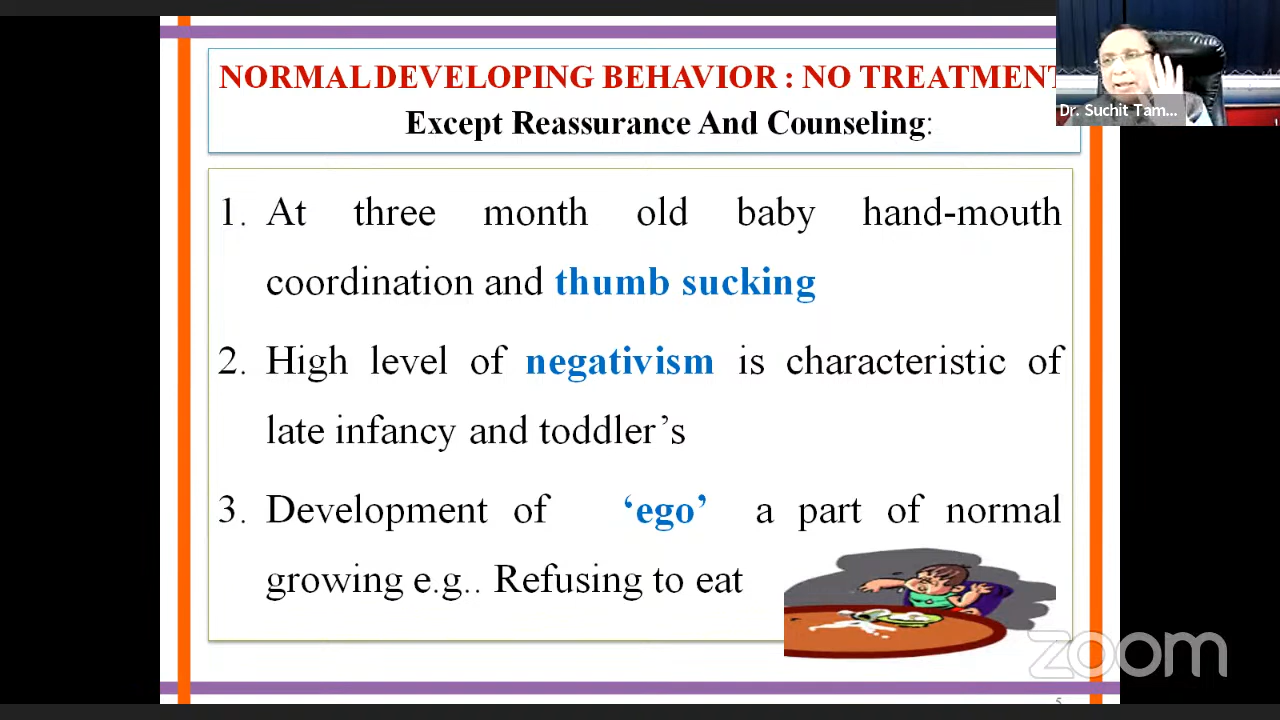 NORMAL DEVELOPING BEHAVIOR : NO TREATMENT
Except Reassurance And Counseling:
Dr. Suchit Tam...
1. At three month old baby hand-mouth
coordination and thumb sucking
2. High level of negativism is characteristic of
late infancy and toddler’s
3. Development of ‘ego’ a part of normal
growing e.g.. Refusing to eat
zoom
5